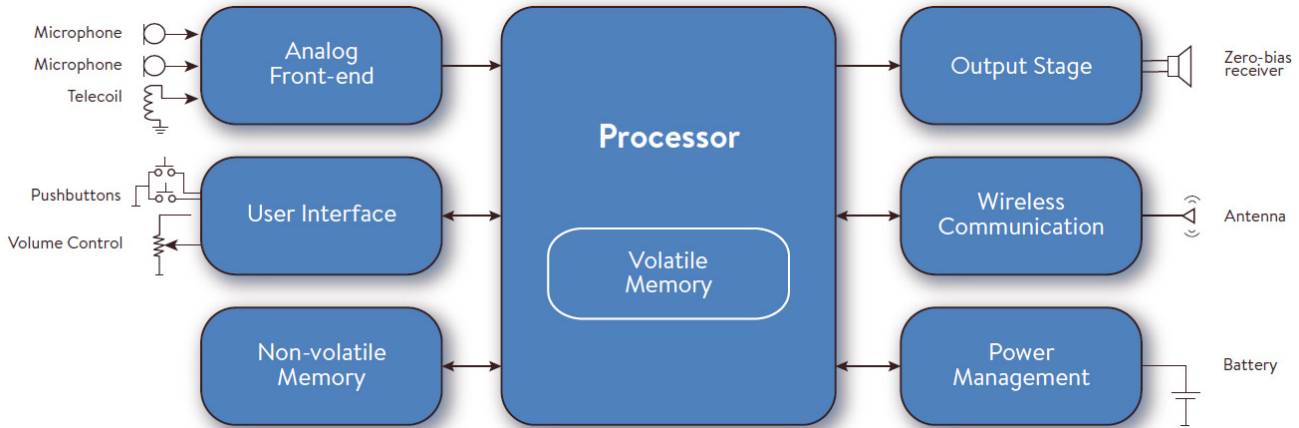 Microphone
Microphone
Telecoil
Analog
Front-end
Pushbuttons
Volume Control
User Interface
Non-volatile
Memory
Processor
Volatile
Memory
Output Stage
Zero-bias
receiver
Wireless
Communication
Antenna
Power
Management
Battery